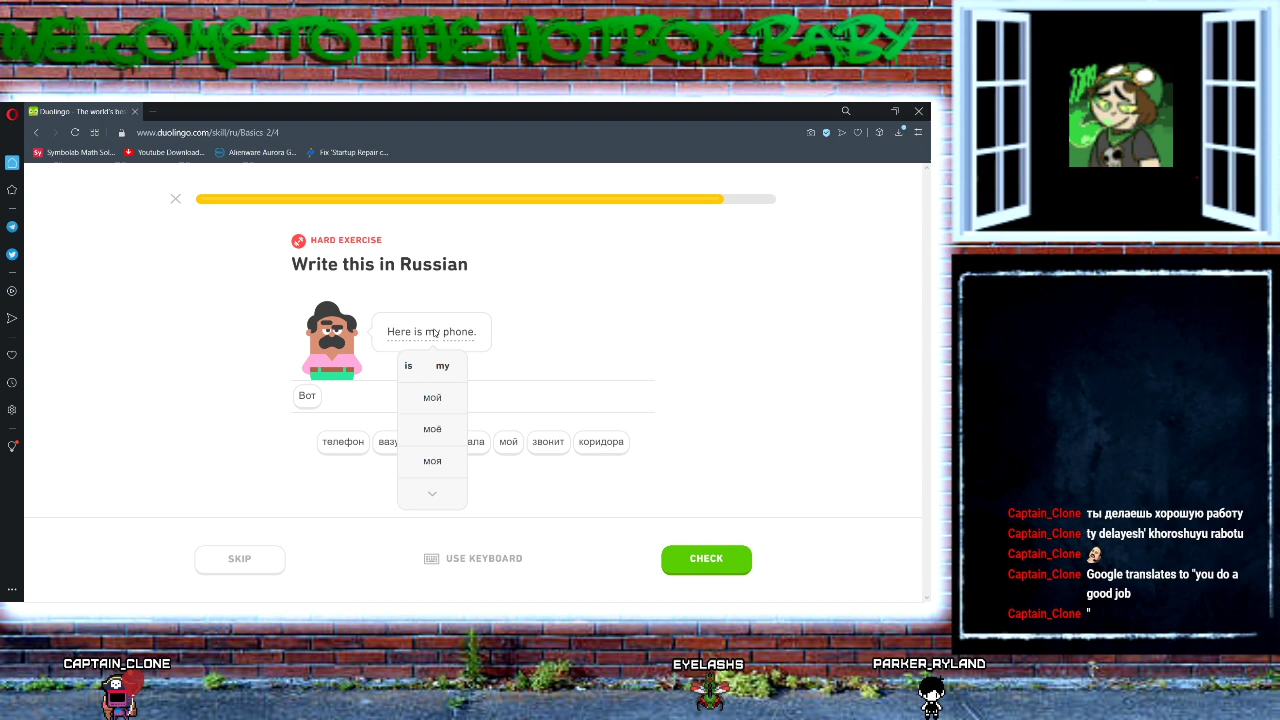 WELCOME TO THE HOTBOX BABY
Duolingo - The world's bes
www.duolingo.com/skill/ru/Basics 2/4
Symbolab Math Sol...
Youtube Download...
Alienware Aurora G...
Fix 'Startup Repair c...
HARD EXERCISE
Write this in Russian
Here is my phone.
is my
мой
моё
моя
Вот
телефон
вазу
ала
мой
звонит
коридора
SKIP
USE KEYBOARD
CHECK
Captain_Clone ты делаешь хорошую работу
Captain_Clone ty delayesh' khoroshuyu rabotu
Captain_Clone
Captain_Clone Google translates to "you do a
good job
Captain_Clone "
CAPTAIN_CLONE
EYELASHS
PARKER_RYLAND